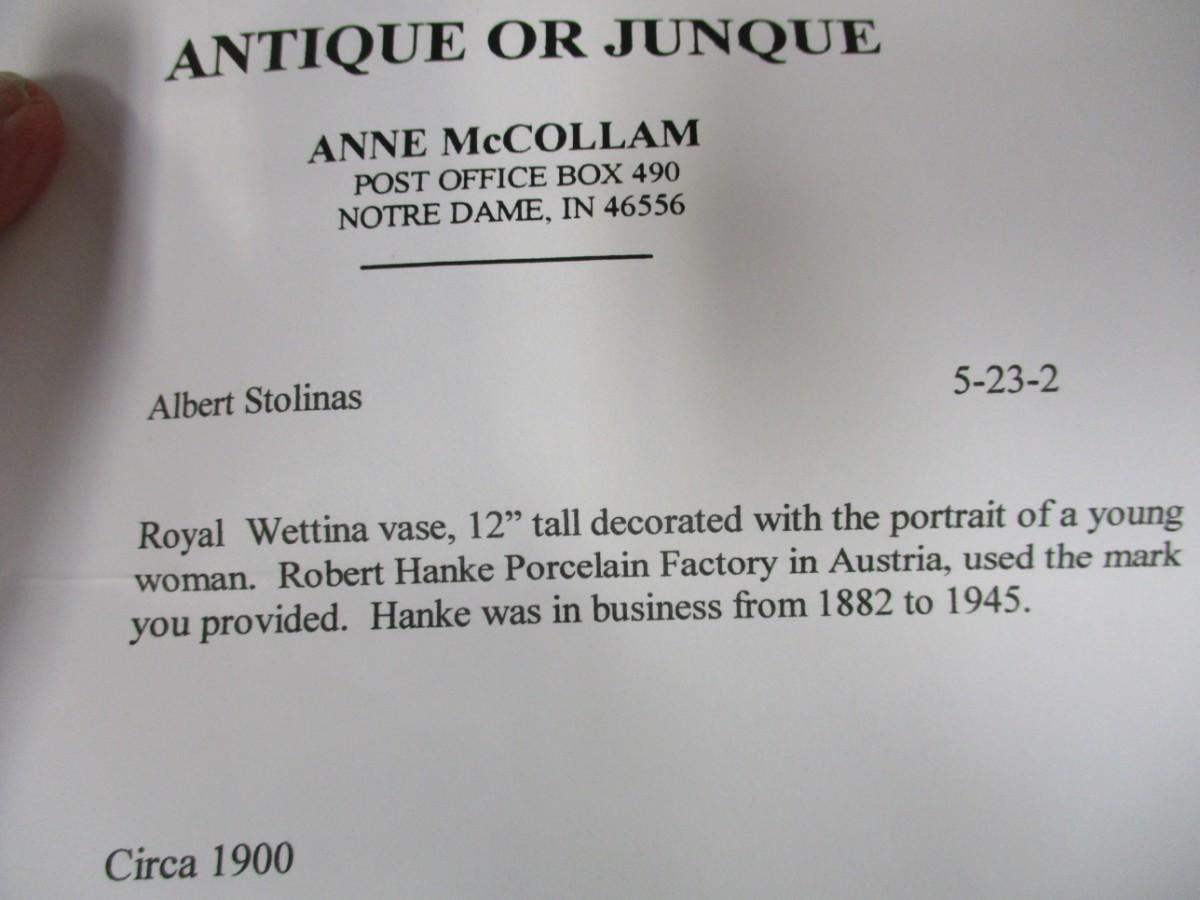 ANTIQUE OR JUNQUE
ANNE McCOLLAM
POST OFFICE BOX 490
NOTRE DAME, IN 46556
Albert Stolinas
5-23-2
Royal Wettina vase, 12” tall decorated with the portrait of a young
woman. Robert Hanke Porcelain Factory in Austria, used the mark
you provided. Hanke was in business from 1882 to 1945.
Circa 1900